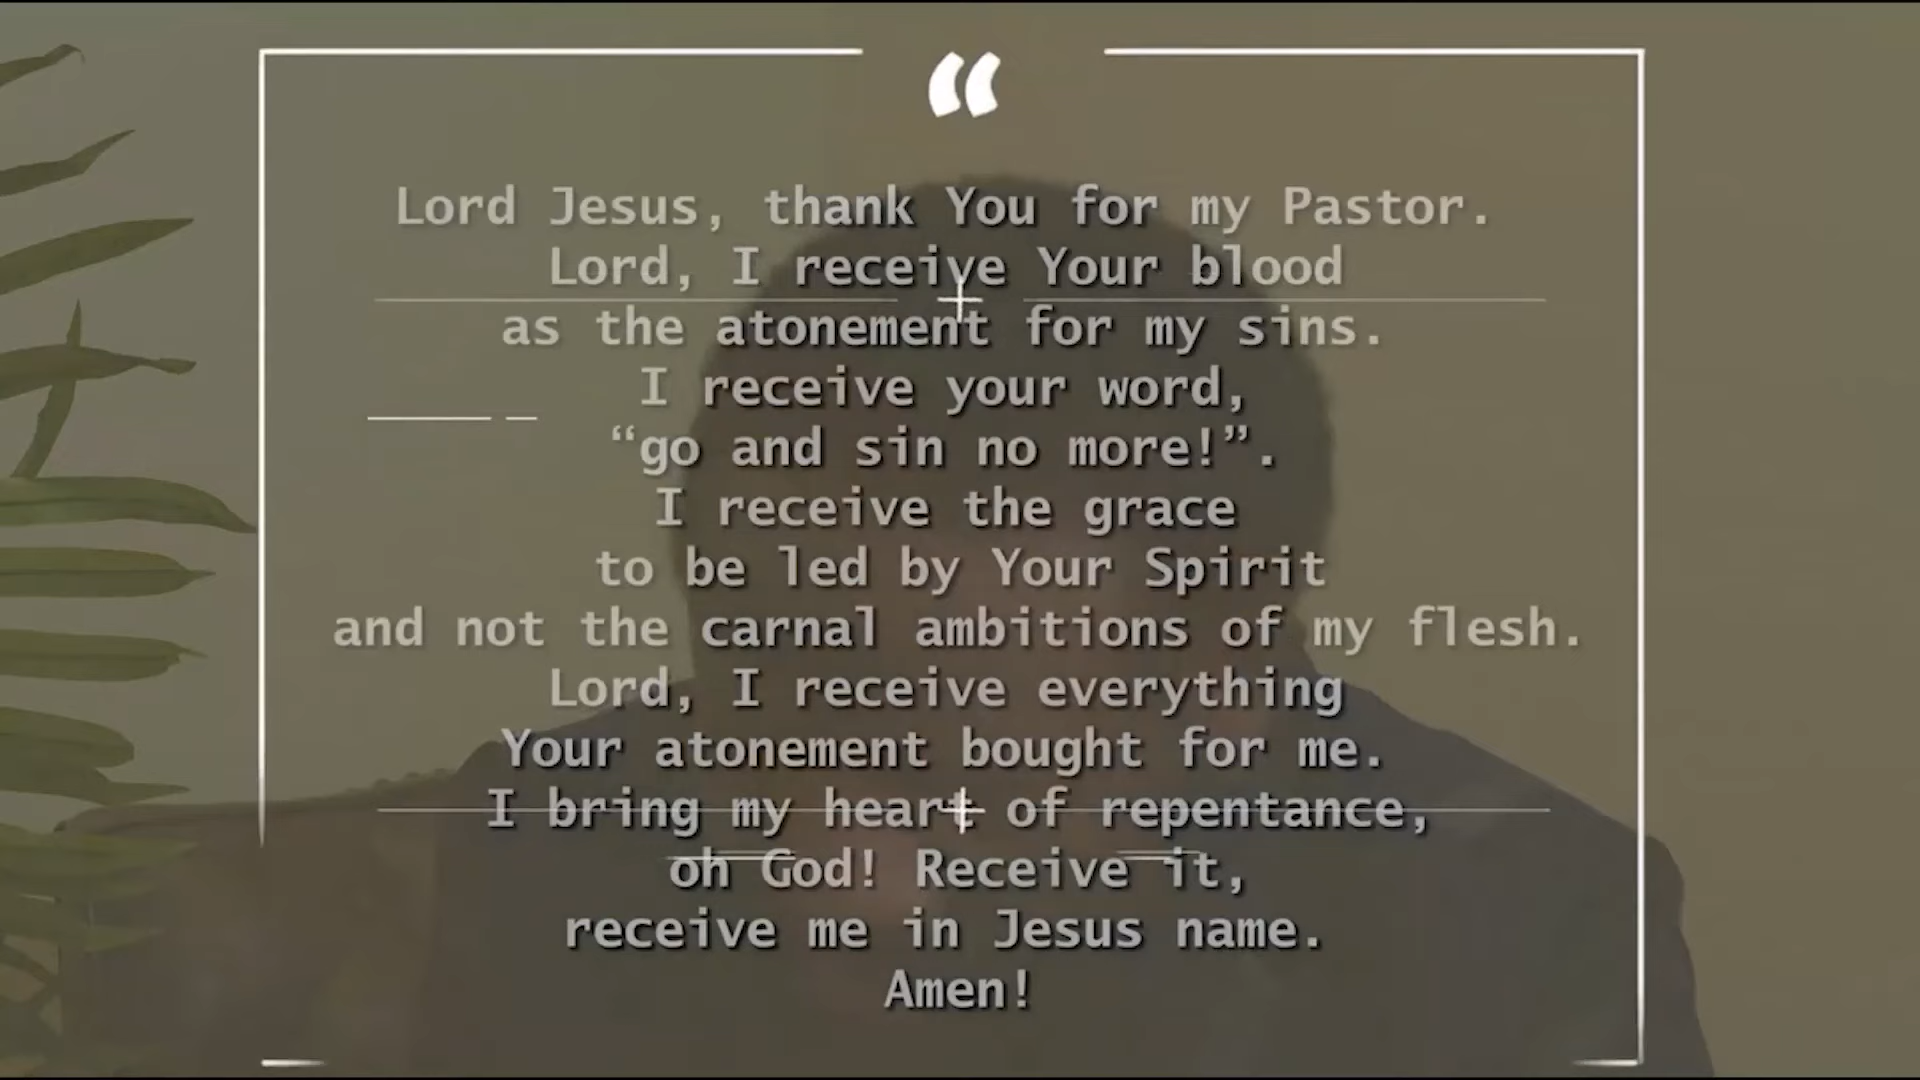 “
Lord Jesus, thank You for my Pastor.
Lord, I receive Your blood
as the atonement for my sins.
I receive your word,
“go and sin no more!”.
I receive the grace
to be led by Your Spirit
and not the carnal ambitions of my flesh.
Lord, I receive everything
Your atonement bought for me.
I bring my heart of repentance,
oh God! Receive it,
receive me in Jesus name.
Amen!